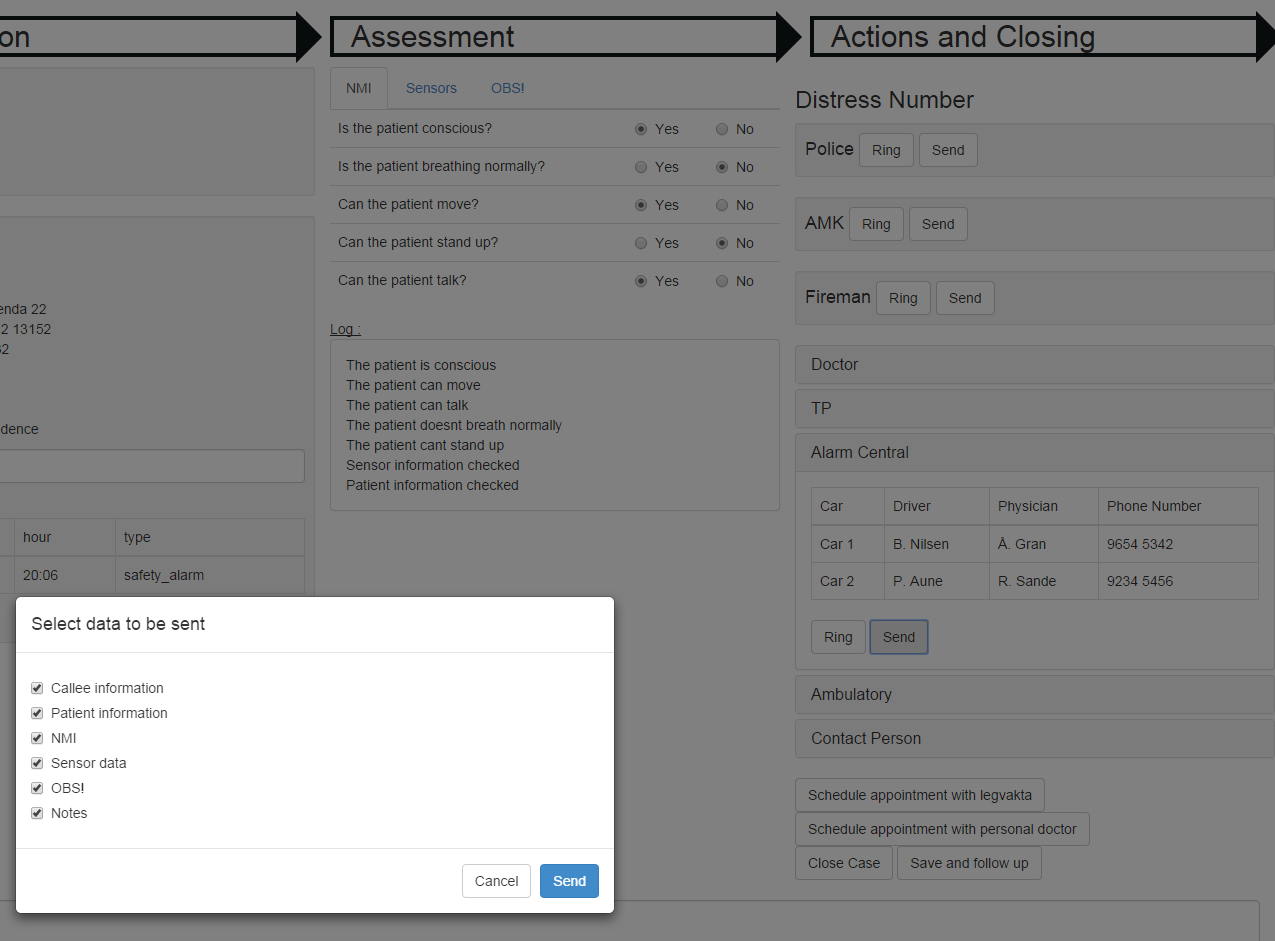 on
Assessment
Actions and Closing
enda 22
2 13152
62
dence
hour type
20:06 safety_alarm
NMI Sensors OBS!
Is the patient conscious? Yes No
Is the patient breathing normally? Yes No
Can the patient move? Yes No
Can the patient stand up? Yes No
Can the patient talk? Yes No
Log :
The patient is conscious
The patient can move
The patient can talk
The patient doesnt breath normally
The patient cant stand up
Sensor information checked
Patient information checked
Distress Number
Police Ring Send
AMK Ring Send
Fireman Ring Send
Doctor
TP
Alarm Central
Car Driver Physician Phone Number
Car 1 B. Nilsen Å. Gran 9654 5342
Car 2 P. Aune R. Sande 9234 5456
Ring Send
Ambulatory
Contact Person
Schedule appointment with legvakta
Schedule appointment with personal doctor
Close Case Save and follow up
Select data to be sent
Callee information
Patient information
NMI
Sensor data
OBS!
Notes
Cancel Send